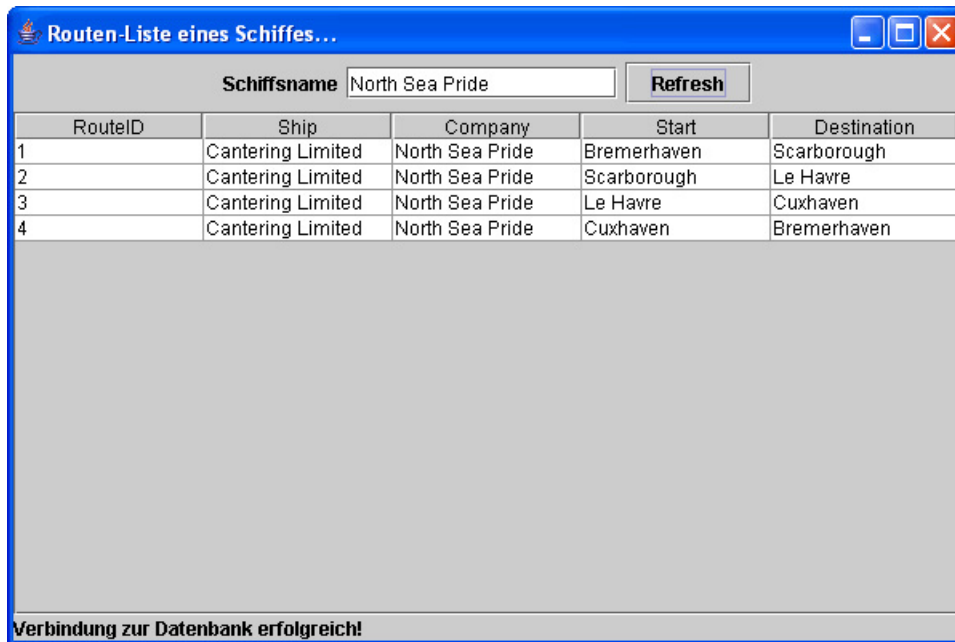 Routen-Liste eines Schiffes...
Schiffsname North Sea Pride Refresh
RouteID Ship Company Start Destination
1 Cantering Limited North Sea Pride Bremerhaven Scarborough
2 Cantering Limited North Sea Pride Scarborough Le Havre
3 Cantering Limited North Sea Pride Le Havre Cuxhaven
4 Cantering Limited North Sea Pride Cuxhaven Bremerhaven
Verbindung zur Datenbank erfolgreich!